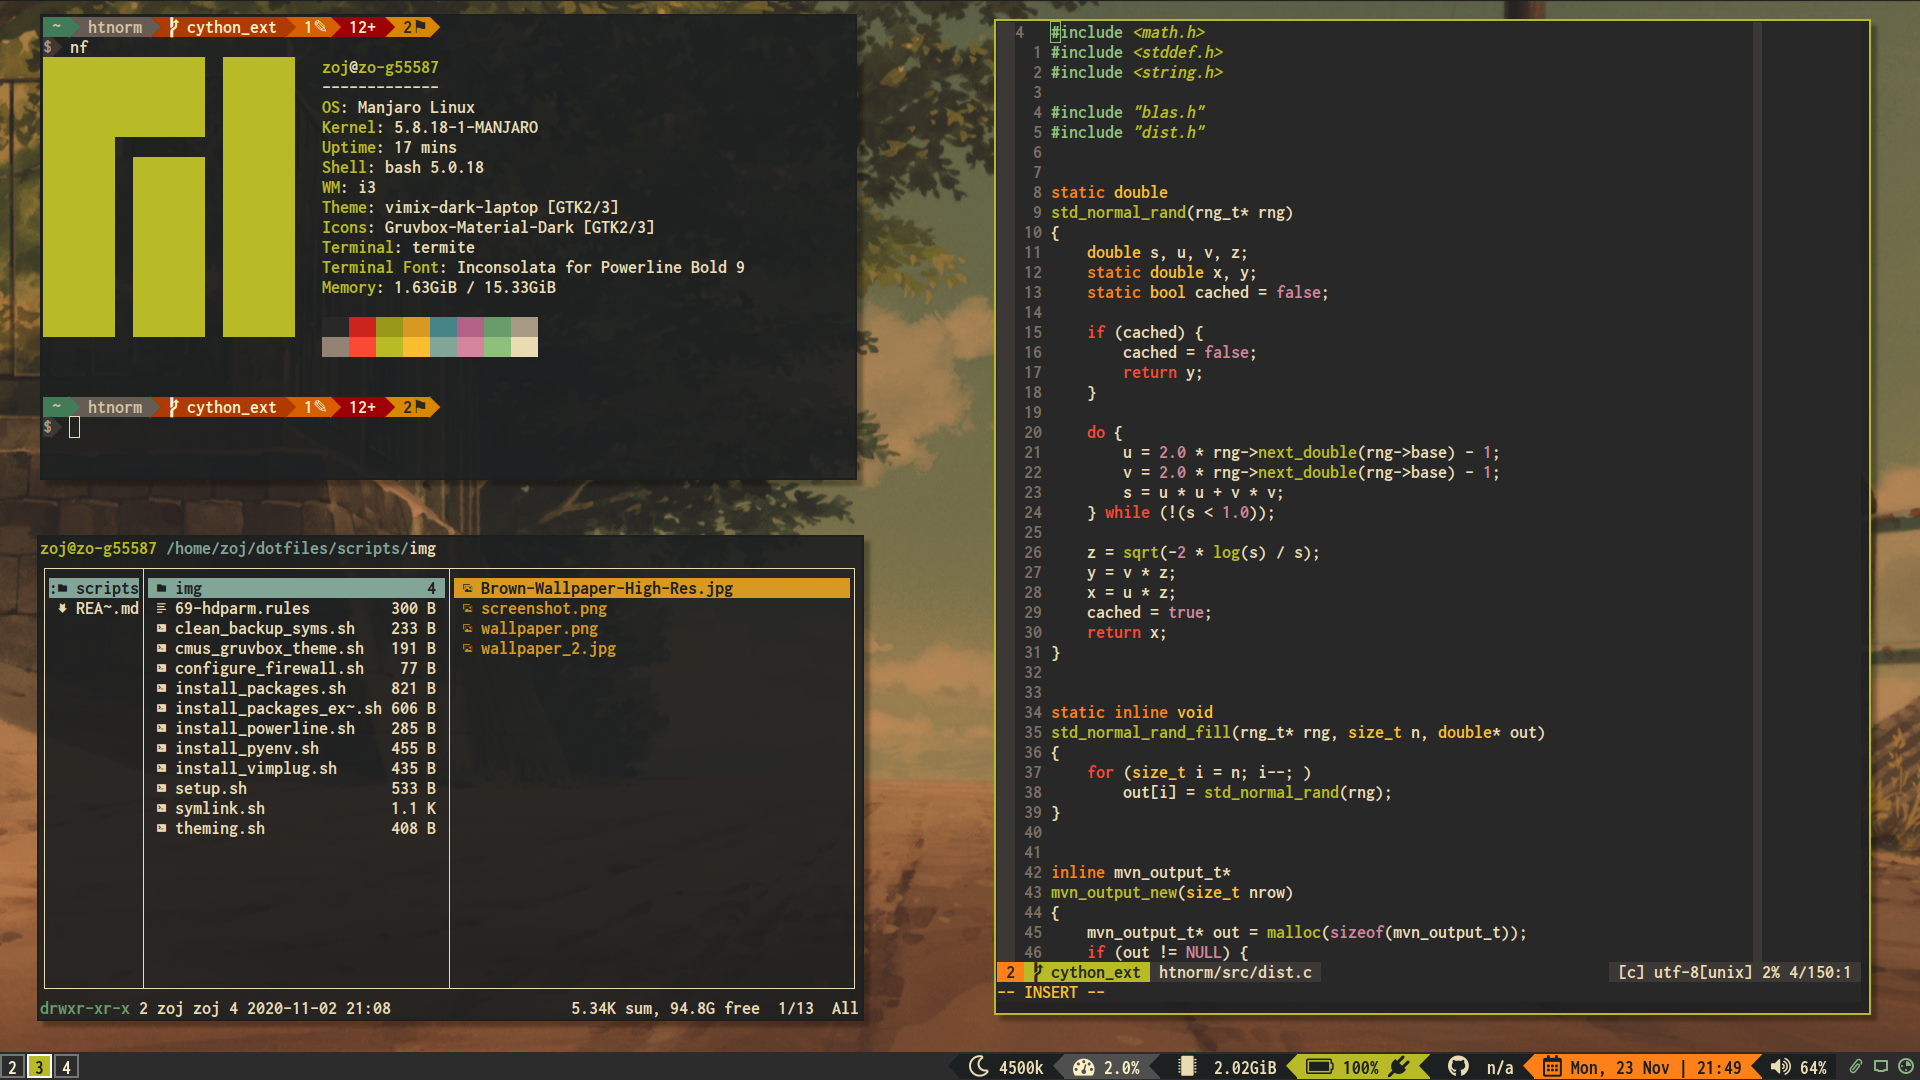 ~ htnorm cython_ext 1✎ 12+ 2⚑
$ nf
zoj@zo-g55587
-------------
OS: Manjaro Linux
Kernel: 5.8.18-1-MANJARO
Uptime: 17 mins
Shell: bash 5.0.18
WM: i3
Theme: vimix-dark-laptop [GTK2/3]
Icons: Gruvbox-Material-Dark [GTK2/3]
Terminal: termite
Terminal Font: Inconsolata for Powerline Bold 9
Memory: 1.63GiB / 15.33GiB
~ htnorm cython_ext 1✎ 12+ 2⚑
$
zoj@zo-g55587 /home/zoj/dotfiles/scripts/img
: scripts
REA~.md
img 4
69-hdparm.rules 300 B
clean_backup_syms.sh 233 B
cmus_gruvbox_theme.sh 191 B
configure_firewall.sh 77 B
install_packages.sh 821 B
install_packages_ex~.sh 606 B
install_powerline.sh 285 B
install_pyenv.sh 455 B
install_vimplug.sh 435 B
setup.sh 533 B
symlink.sh 1.1 K
theming.sh 408 B
Brown-Wallpaper-High-Res.jpg
screenshot.png
wallpaper.png
wallpaper_2.jpg
drwxr-xr-x 2 zoj zoj 4 2020-11-02 21:08 5.34K sum, 94.8G free 1/13 All
4 #include <math.h>
1 #include <stddef.h>
2 #include <string.h>
3
4 #include "blas.h"
5 #include "dist.h"
6
7
8 static double
9 std_normal_rand(rng_t* rng)
10 {
11 double s, u, v, z;
12 static double x, y;
13 static bool cached = false;
14
15 if (cached) {
16 cached = false;
17 return y;
18 }
19
20 do {
21 u = 2.0 * rng->next_double(rng->base) - 1;
22 v = 2.0 * rng->next_double(rng->base) - 1;
23 s = u * u + v * v;
24 } while (!(s < 1.0));
25
26 z = sqrt(-2 * log(s) / s);
27 y = v * z;
28 x = u * z;
29 cached = true;
30 return x;
31 }
32
33
34 static inline void
35 std_normal_rand_fill(rng_t* rng, size_t n, double* out)
36 {
37 for (size_t i = n; i--; )
38 out[i] = std_normal_rand(rng);
39 }
40
41
42 inline mvn_output_t*
43 mvn_output_new(size_t nrow)
44 {
45 mvn_output_t* out = malloc(sizeof(mvn_output_t));
46 if (out != NULL) {
2 cython_ext htnorm/src/dist.c [c] utf-8[unix] 2% 4/150:1
-- INSERT --
2 3 4 4500k 2.0% 2.02GiB 100% n/a Mon, 23 Nov | 21:49 64%